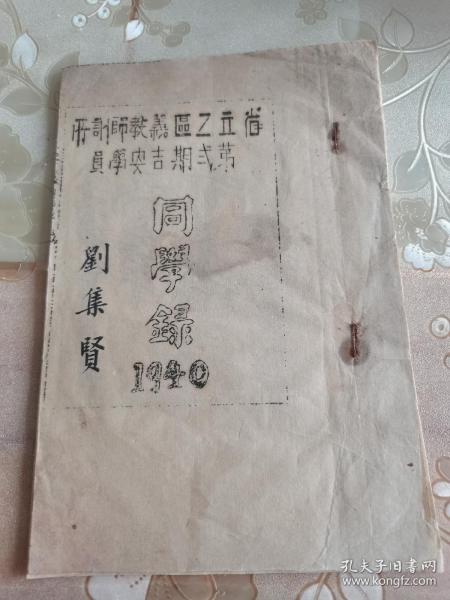 省立乙區義教師訓所
第弍期吉安學員
同學錄
1940
劉集賢
孔夫子旧书网
www.kongfz.com